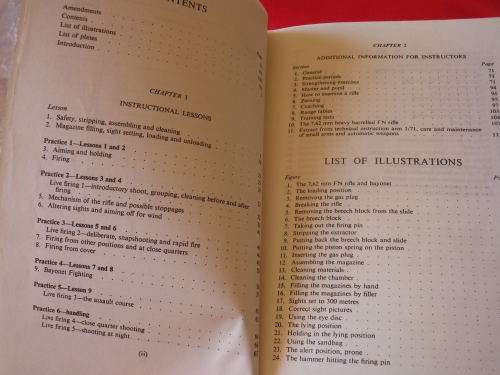 CONTENTS
Amendments
Contents
List of illustrations
List of plates
Introduction
CHAPTER 1
INSTRUCTIONAL LESSONS
Lesson
1. Safety, stripping, assembling and cleaning
2. Magazine filling, sight setting, loading and unloading
Practice 1—Lessons 1 and 2
3. Aiming and holding
4. Firing
Practice 2—Lessons 3 and 4
Live firing 1—introductory shoot, grouping, cleaning before and after
firing
5. Mechanism of the rifle and possible stoppages
6. Altering sights and aiming off for wind
Practice 3—Lessons 5 and 6
Live firing 2—deliberate, snapshooting and rapid fire
7. Firing from other positions and at close quarters
8. Firing from cover
Practice 4—Lessons 7 and 8
9. Bayonet Fighting
Practice 5—Lesson 9
Live firing 3—the assault course
Practice 6—handling
Live firing 4—close quarter shooting
Live firing 5—shooting at night
(iii)
CHAPTER 2
ADDITIONAL INFORMATION FOR INSTRUCTORS
Section Page
1. General 71
2. Practice periods 71
3. Strengthening exercises
4. Master and pupil 94
5. How to examine a rifle 94
6. Zeroing
7. Coaching
8. Range tables
9. Training tests 104
10. The 7.62 mm heavy barrelled FN rifle 105
11. Extract from technical instruction arm 3/71, care and maintenance
of small arms and automatic weapons
LIST OF ILLUSTRATIONS
Figure
1. The 7.62 mm FN rifle and bayonet
2. The loading position
3. Removing the gas plug
4. Breaking the rifle
5. Removing the breech block from the slide
6. The breech block
7. Taking out the firing pin
8. Stripping the extractor
9. Putting back the breech block and slide
10. Putting the piston spring on the piston
11. Inserting the gas plug
12. Assembling the magazine
13. Cleaning materials
14. Cleaning the chamber
15. Filling the magazines by hand
16. Filling the magazines by filler
17. Sights set to 300 metres
18. Correct sight pictures
19. Using the eye disc
20. The lying position
21. Holding in the lying position
22. Using the sandbag
23. The alert position, prone
24. The hammer hitting the firing pin